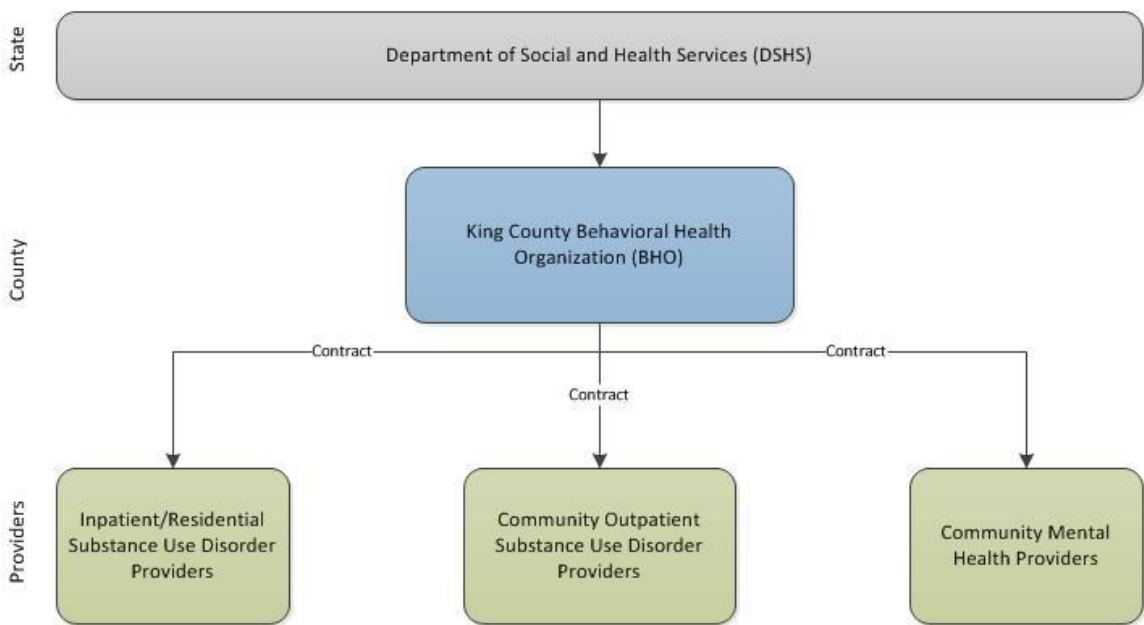 State
Department of Social and Health Services (DSHS)
County
King County Behavioral Health
Organization (BHO)
Contract
Contract
Contract
Providers
Inpatient/Residential
Substance Use Disorder
Providers
Community Outpatient
Substance Use Disorder
Providers
Community Mental
Health Providers